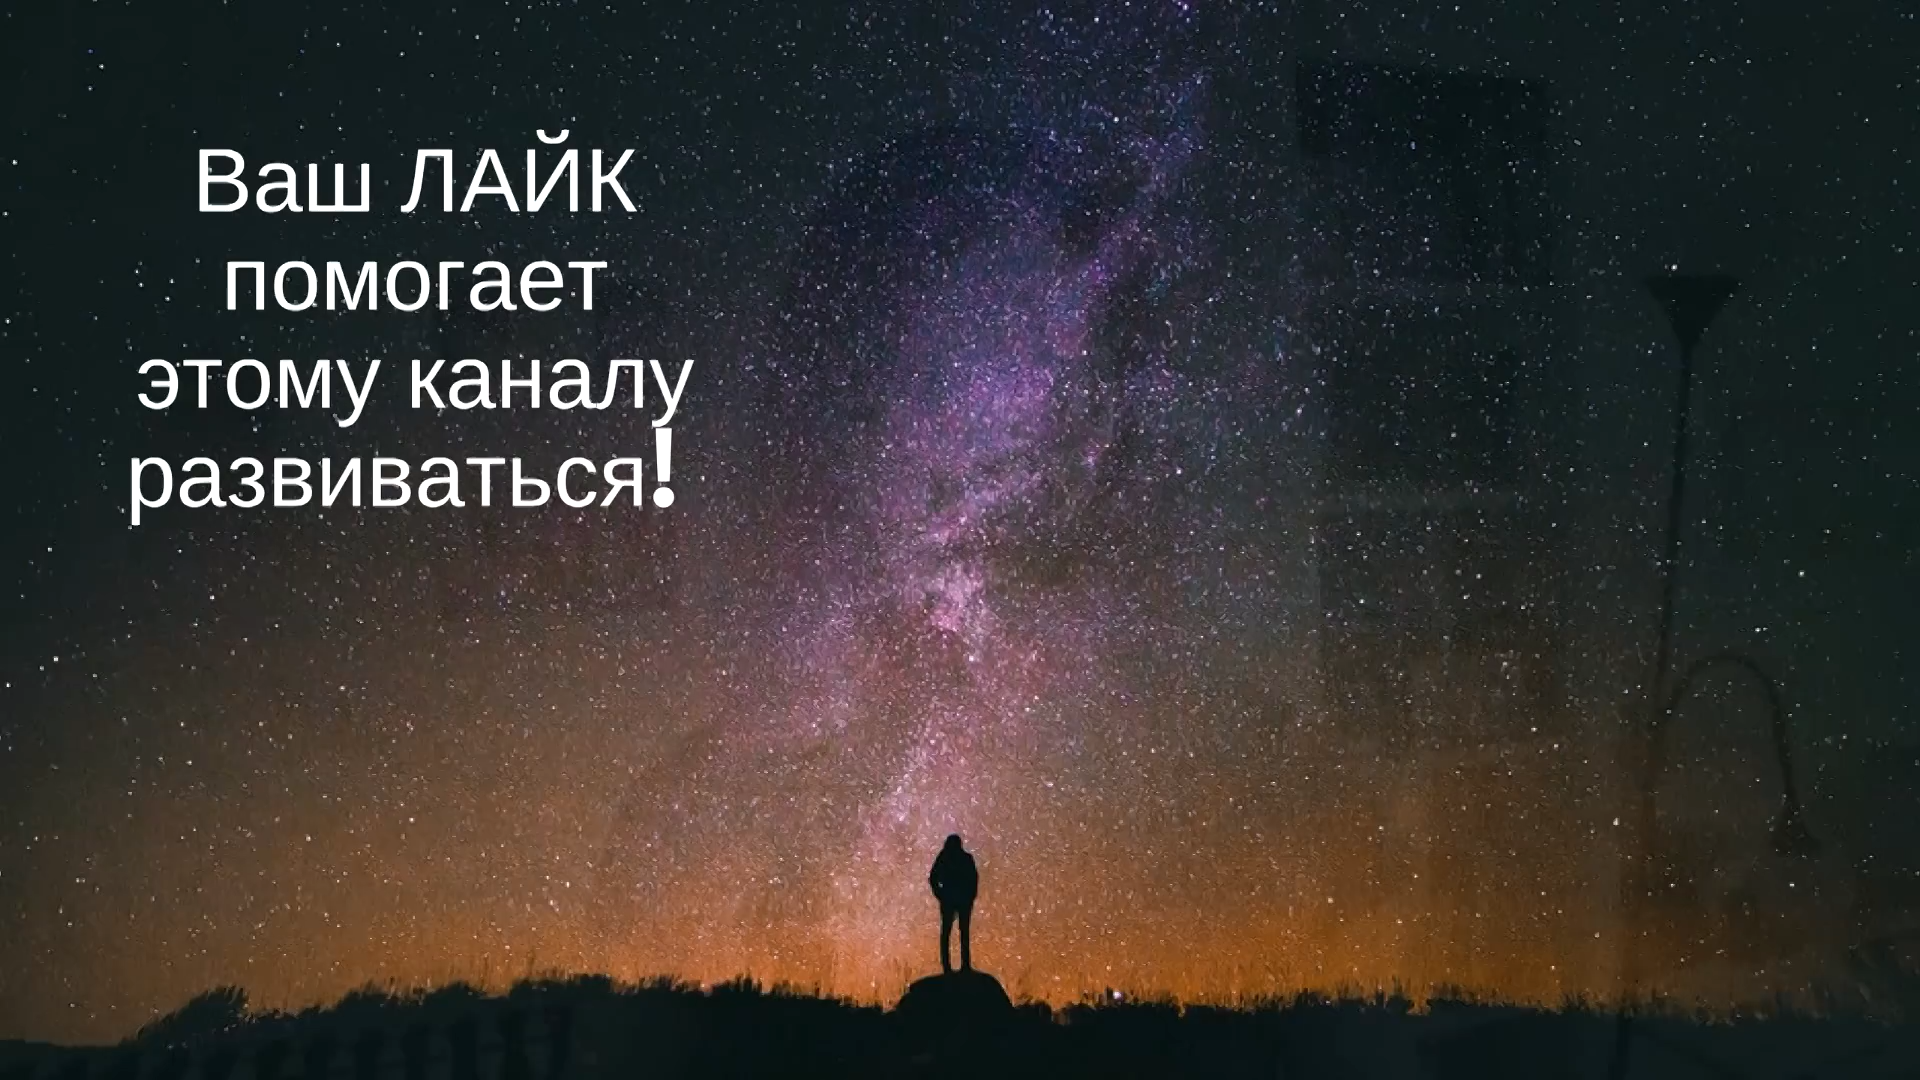 Ваш ЛАЙК
помогает
этому каналу
развиваться!